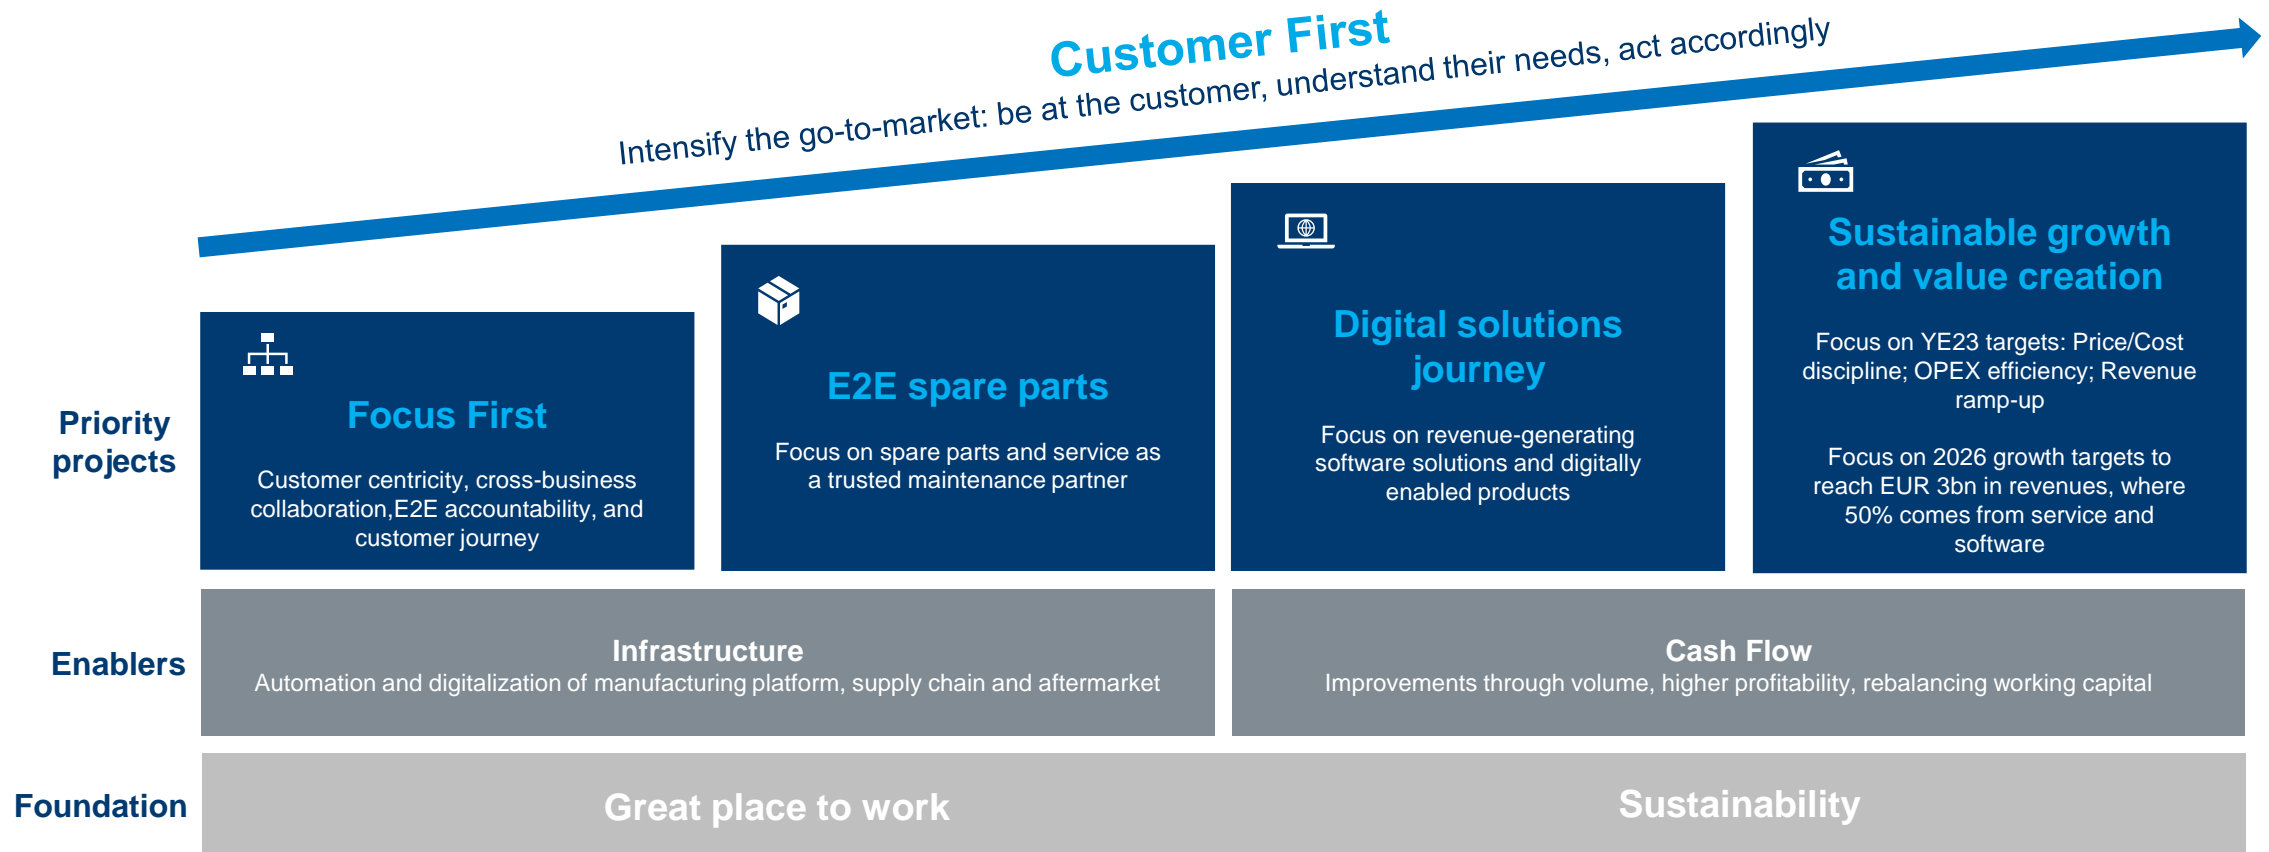 Customer First
Intensify the go-to-market: be at the customer, understand their needs, act accordingly
Priority
projects
Focus First
Customer centricity, cross-business
collaboration,E2E accountability, and
customer journey
E2E spare parts
Focus on spare parts and service as
a trusted maintenance partner
Digital solutions
journey
Focus on revenue-generating
software solutions and digitally
enabled products
Sustainable growth
and value creation
Focus on YE23 targets: Price/Cost
discipline; OPEX efficiency; Revenue
ramp-up
Focus on 2026 growth targets to
reach EUR 3bn in revenues, where
50% comes from service and
software
Enablers
Infrastructure
Automation and digitalization of manufacturing platform, supply chain and aftermarket
Cash Flow
Improvements through volume, higher profitability, rebalancing working capital
Foundation
Great place to work
Sustainability